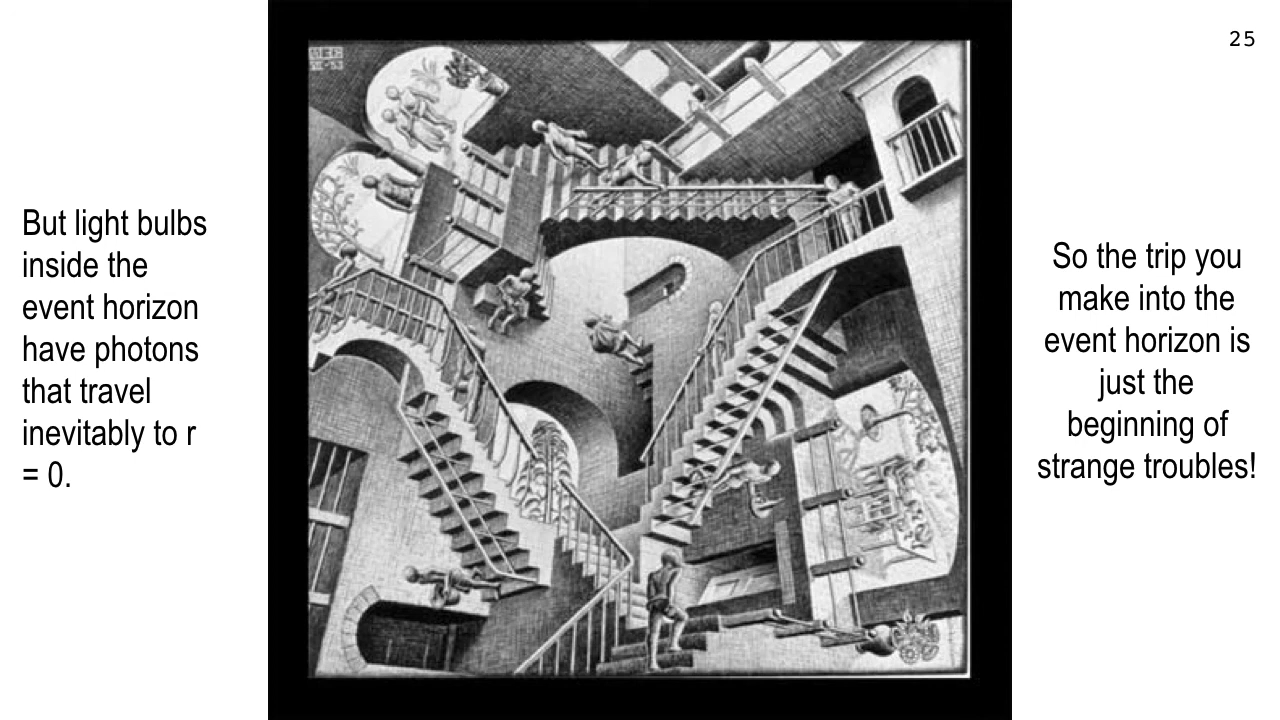 25
But light bulbs
inside the
event horizon
have photons
that travel
inevitably to r
= 0.
So the trip you
make into the
event horizon is
just the
beginning of
strange troubles!